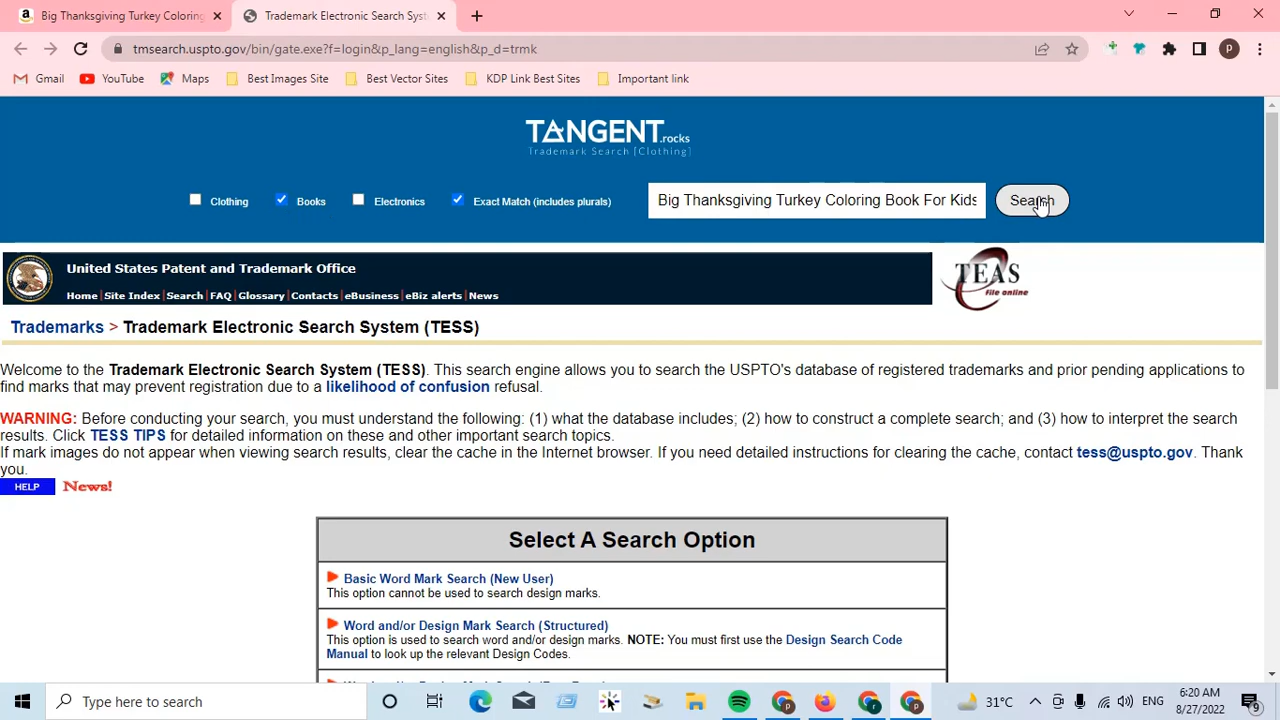 Big Thanksgiving Turkey Coloring
Trademark Electronic Search Syst
tmsearch.uspto.gov/bin/gate.exe?f=login&p_lang=english&p_d=trmk
p
Gmail YouTube Maps Best Images Site Best Vector Sites KDP Link Best Sites Important link
TANGENT.rocks
Trademark Search [Clothing]
Clothing Books Electronics Exact Match (includes plurals) Big Thanksgiving Turkey Coloring Book For Kids Search
United States Patent and Trademark Office
Home | Site Index | Search | FAQ | Glossary | Contacts | eBusiness | eBiz alerts | News
TEAS
file online
Trademarks > Trademark Electronic Search System (TESS)
Welcome to the Trademark Electronic Search System (TESS). This search engine allows you to search the USPTO's database of registered trademarks and prior pending applications to
find marks that may prevent registration due to a likelihood of confusion refusal.
WARNING: Before conducting your search, you must understand the following: (1) what the database includes; (2) how to construct a complete search; and (3) how to interpret the search
results. Click TESS TIPS for detailed information on these and other important search topics.
If mark images do not appear when viewing search results, clear the cache in the Internet browser. If you need detailed instructions for clearing the cache, contact tess@uspto.gov. Thank
you.
HELP News!
Select A Search Option
Basic Word Mark Search (New User)
This option cannot be used to search design marks.
Word and/or Design Mark Search (Structured)
This option is used to search word and/or design marks. NOTE: You must first use the Design Search Code
Manual to look up the relevant Design Codes.
Type here to search
31°C
ENG
6:20 AM
8/27/2022
9